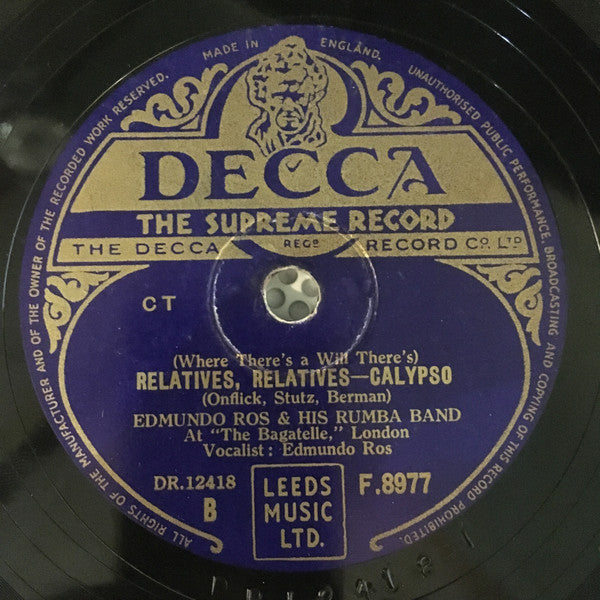 MADE IN ENGLAND.
ALL RIGHTS OF THE MANUFACTURER AND OF THE OWNER OF THE RECORDED WORK RESERVED.
UNAUTHORISED PUBLIC PERFORMANCE, BROADCASTING AND COPYING OF THIS RECORD PROHIBITED.
DECCA
THE SUPREME RECORD
THE DECCA REGD RECORD CO. LTD
CT
(Where There's a Will There's)
RELATIVES, RELATIVES—CALYPSO
(Onflick, Stutz, Berman)
EDMUNDO ROS & HIS RUMBA BAND
At "The Bagatelle," London
Vocalist: Edmundo Ros
DR.12418 LEEDS F.8977
B MUSIC
LTD.